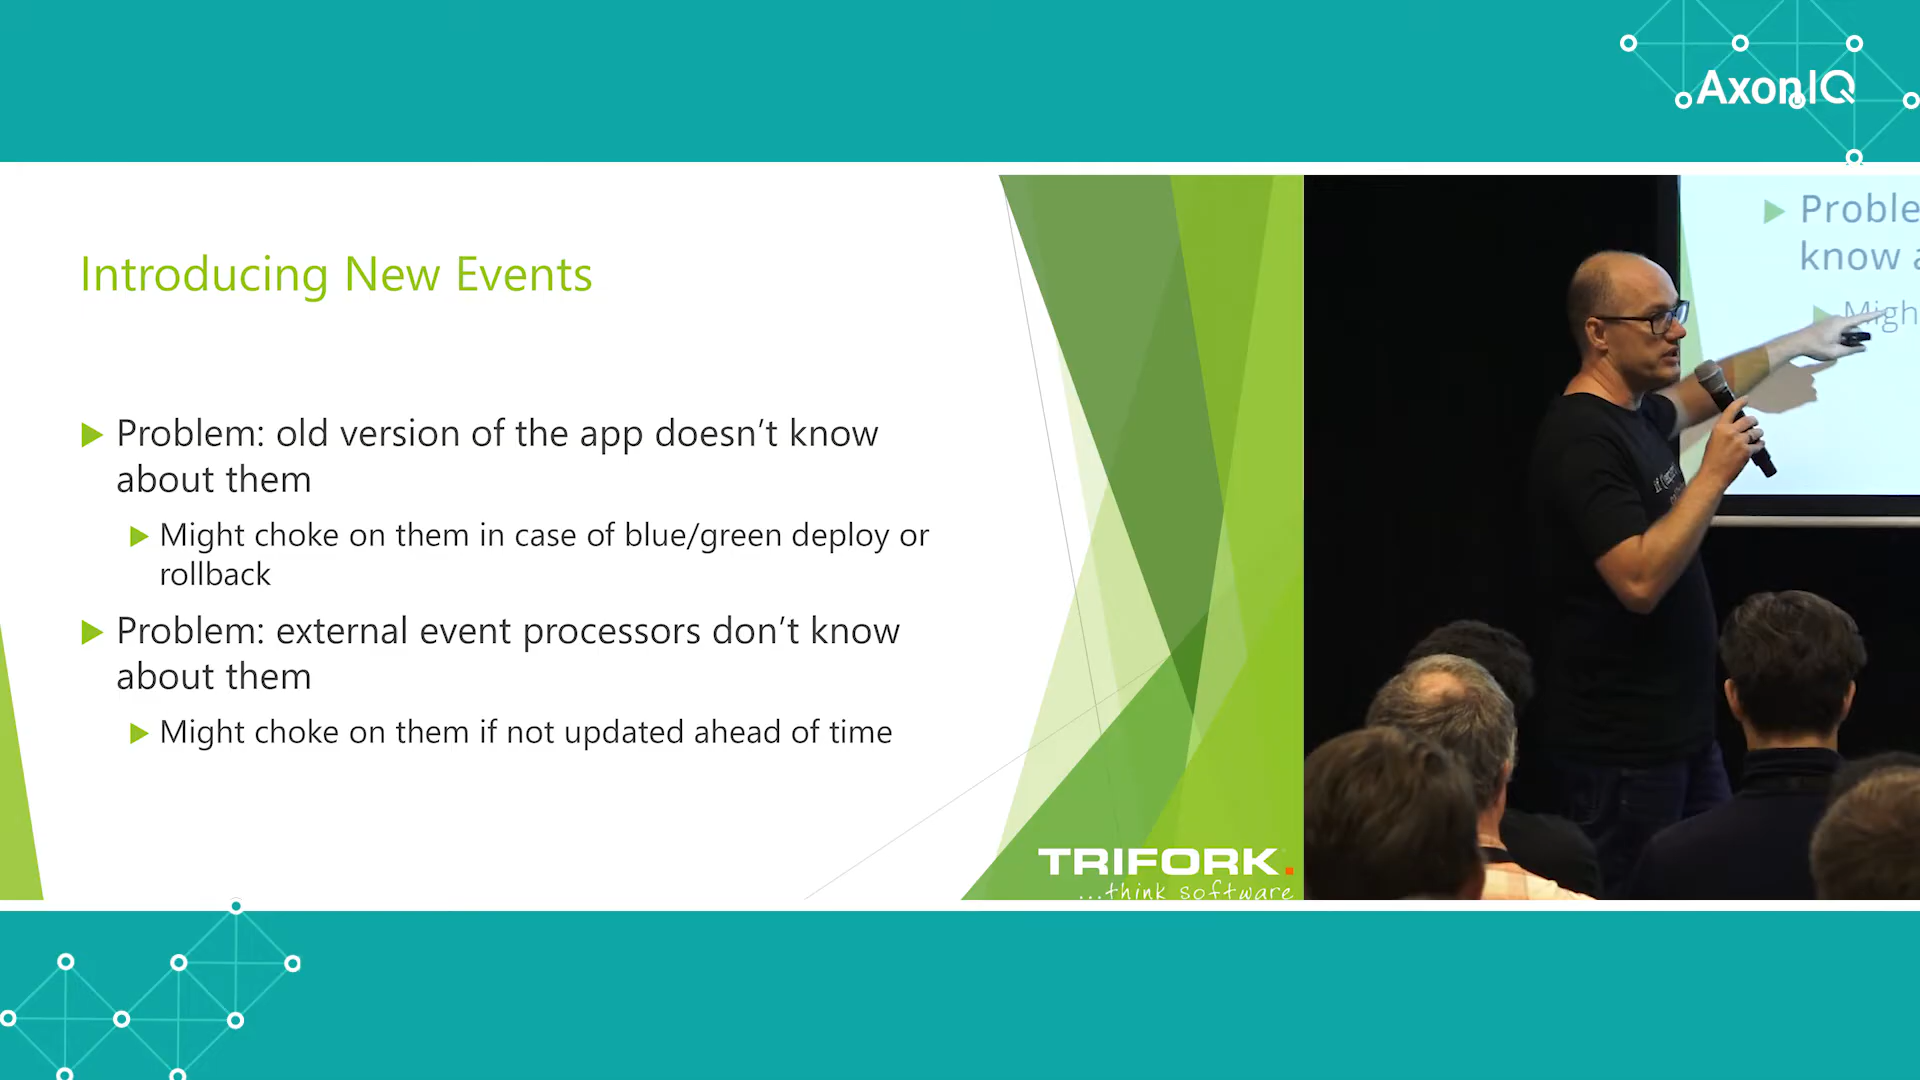 AxonIQ
Introducing New Events
Problem: old version of the app doesn’t know
about them
Might choke on them in case of blue/green deploy or
rollback
Problem: external event processors don’t know
about them
Might choke on them if not updated ahead of time
TRIFORK.
...think software
Proble
know a
Migh